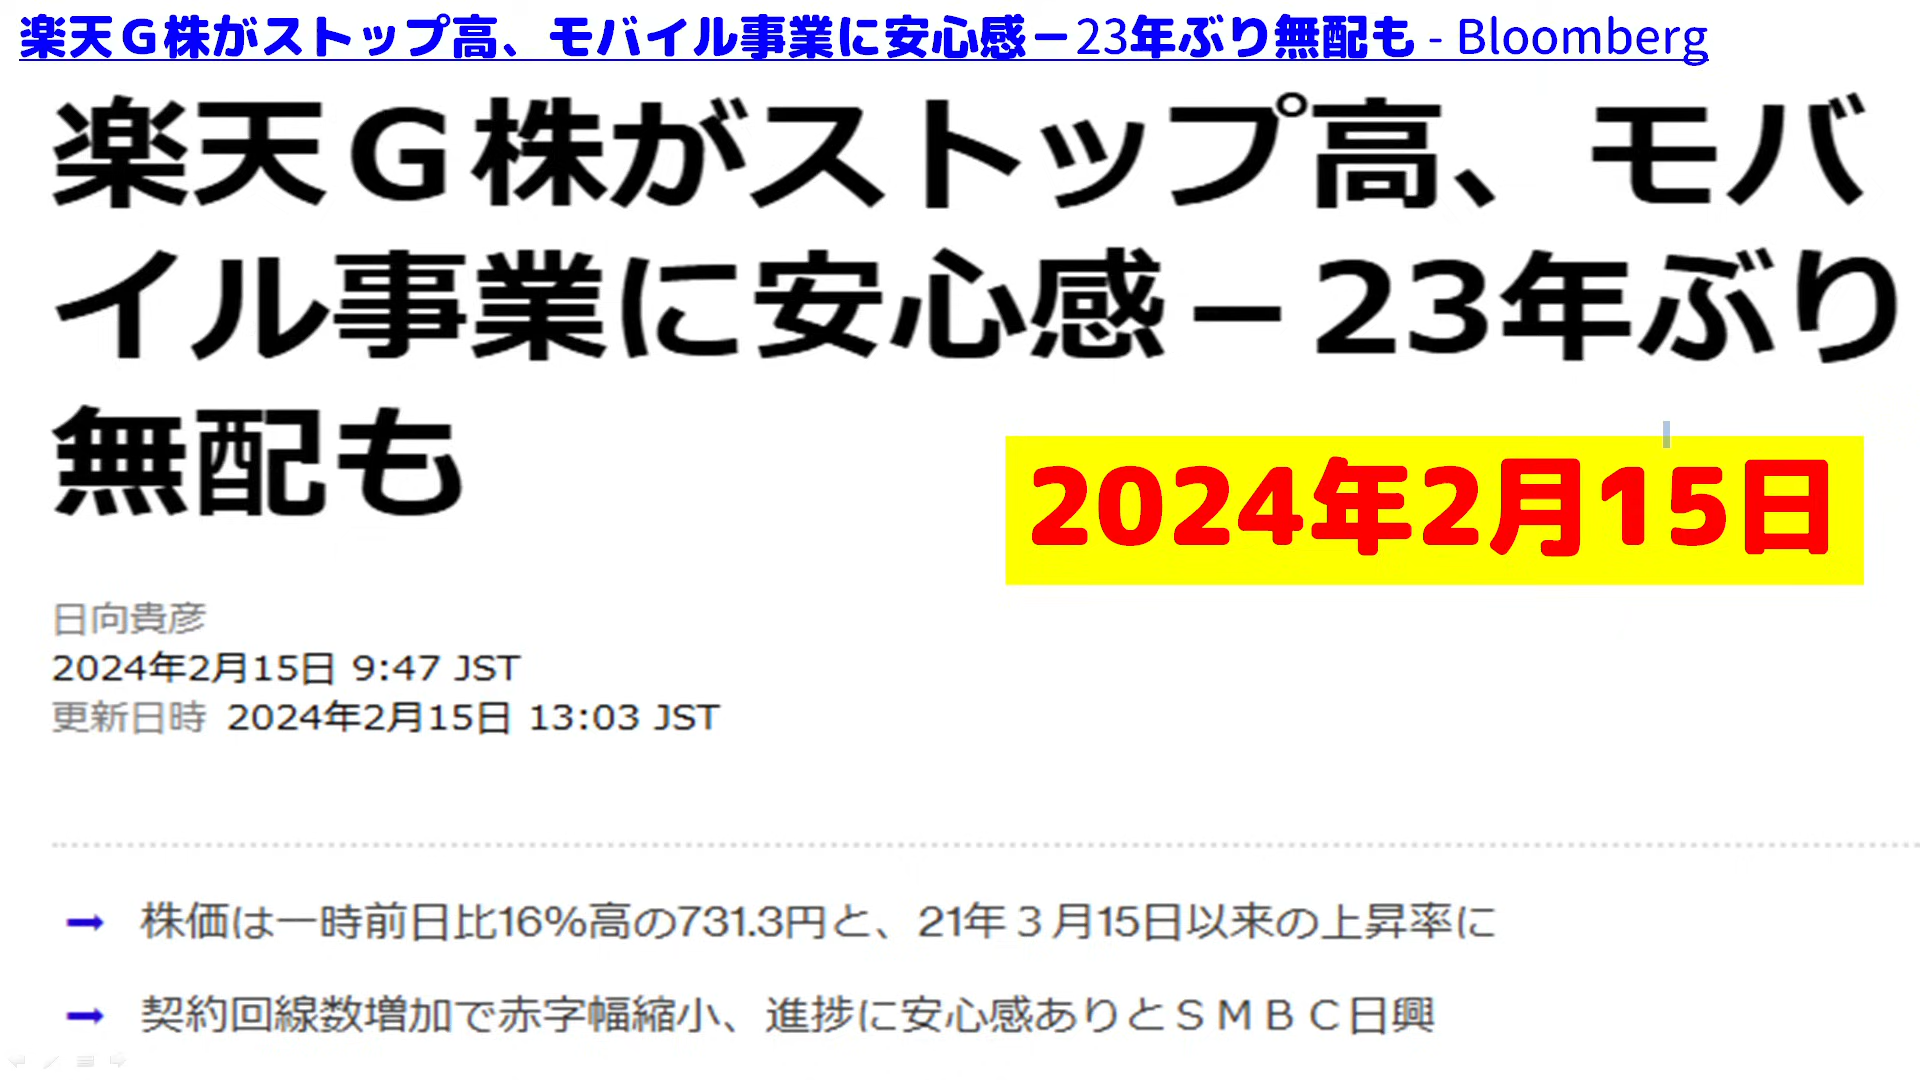 楽天Ｇ株がストップ高、モバイル事業に安心感－23年ぶり無配も - Bloomberg
楽天Ｇ株がストップ高、モバ
イル事業に安心感－23年ぶり
無配も
2024年2月15日
日向貴彦
2024年2月15日 9:47 JST
更新日時 2024年2月15日 13:03 JST
➞ 株価は一時前日比16%高の731.3円と、21年３月15日以来の上昇率に
➞ 契約回線数増加で赤字幅縮小、進捗に安心感ありとＳＭＢＣ日興